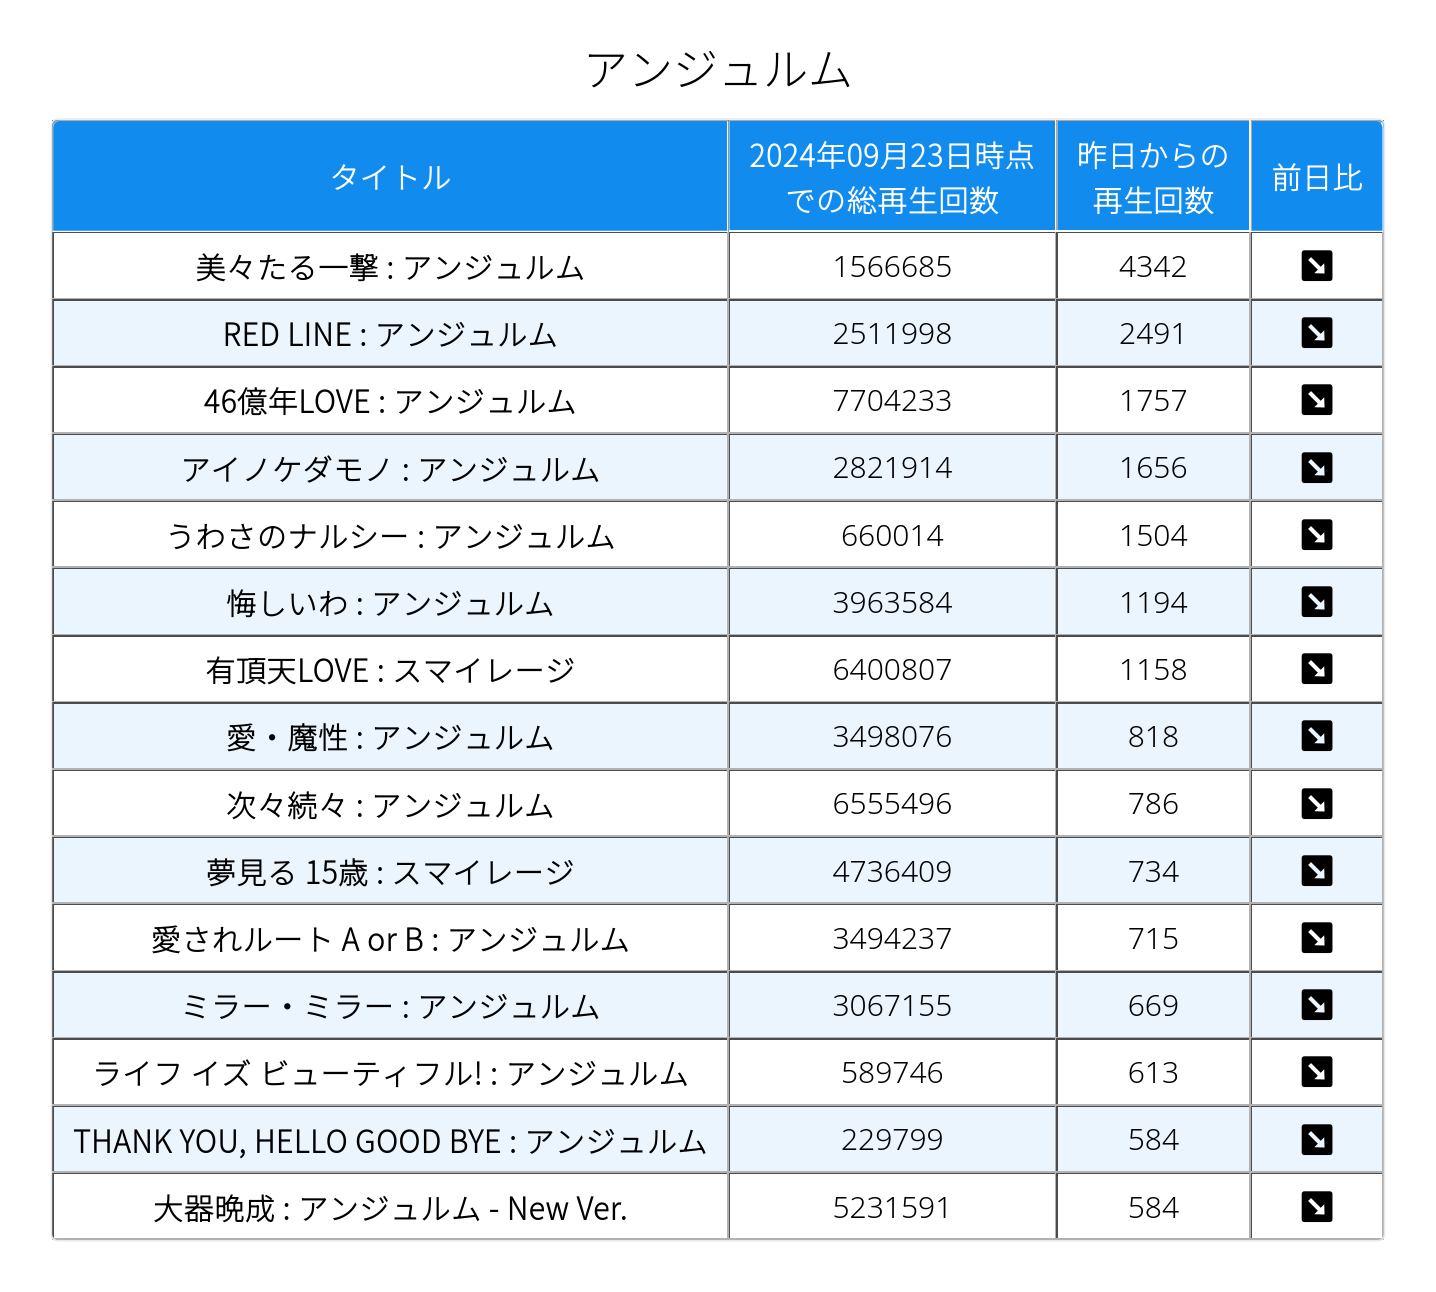 アンジュルム
タイトル 2024年09月23日時点での総再生回数 昨日からの再生回数 前日比
美々たる一撃 : アンジュルム 1566685 4342 ↘
RED LINE : アンジュルム 2511998 2491 ↘
46億年LOVE : アンジュルム 7704233 1757 ↘
アイノケダモノ : アンジュルム 2821914 1656 ↘
うわさのナルシー : アンジュルム 660014 1504 ↘
悔しいわ : アンジュルム 3963584 1194 ↘
有頂天LOVE : スマイレージ 6400807 1158 ↘
愛・魔性 : アンジュルム 3498076 818 ↘
次々続々 : アンジュルム 6555496 786 ↘
夢見る 15歳 : スマイレージ 4736409 734 ↘
愛されルート A or B : アンジュルム 3494237 715 ↘
ミラー・ミラー : アンジュルム 3067155 669 ↘
ライフ イズ ビューティフル! : アンジュルム 589746 613 ↘
THANK YOU, HELLO GOOD BYE : アンジュルム 229799 584 ↘
大器晩成 : アンジュルム - New Ver. 5231591 584 ↘